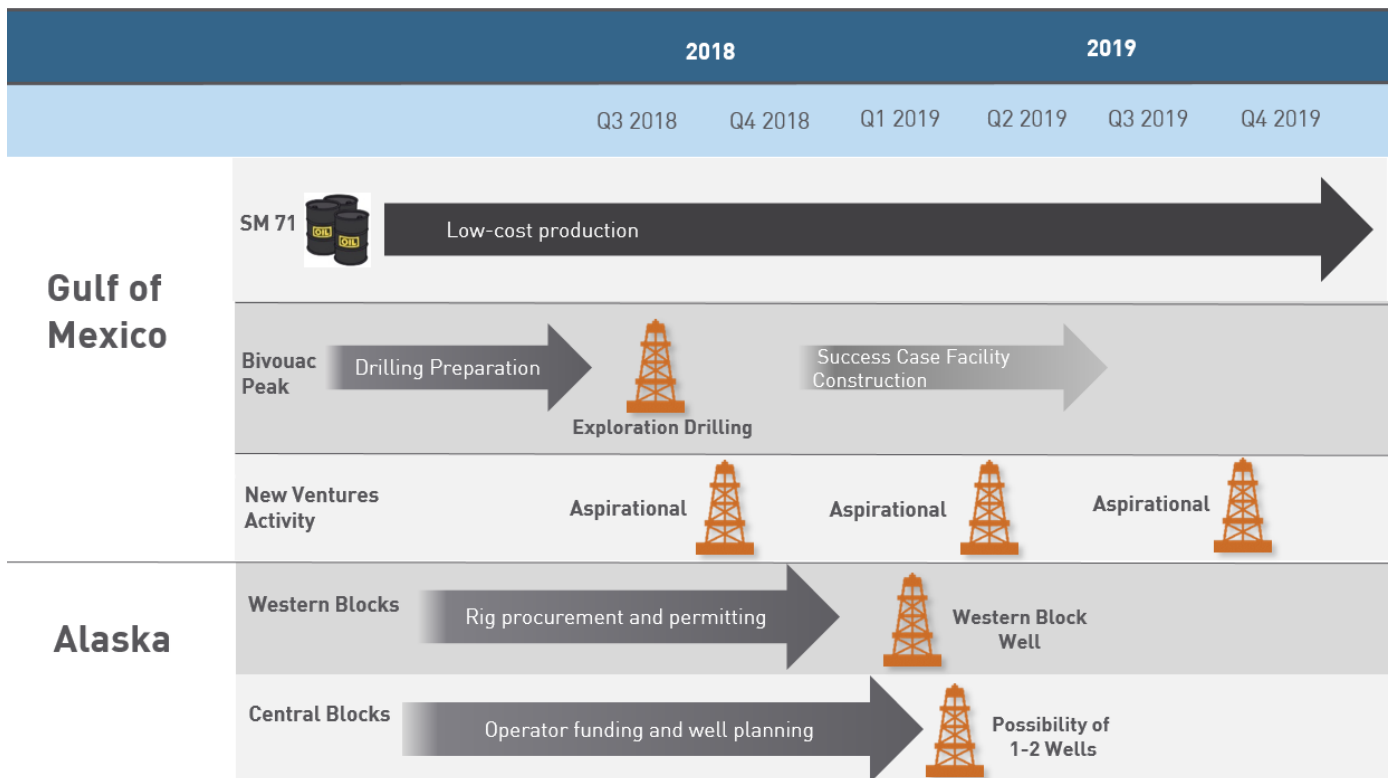 2018
2019
Q3 2018
Q4 2018
Q1 2019
Q2 2019
Q3 2019
Q4 2019
Gulf of
Mexico
SM 71
OIL
OIL
Low-cost production
Bivouac
Peak
Drilling Preparation
Exploration Drilling
Success Case Facility
Construction
New Ventures
Activity
Aspirational
Aspirational
Aspirational
Alaska
Western Blocks
Rig procurement and permitting
Western Block
Well
Central Blocks
Operator funding and well planning
Possibility of
1-2 Wells